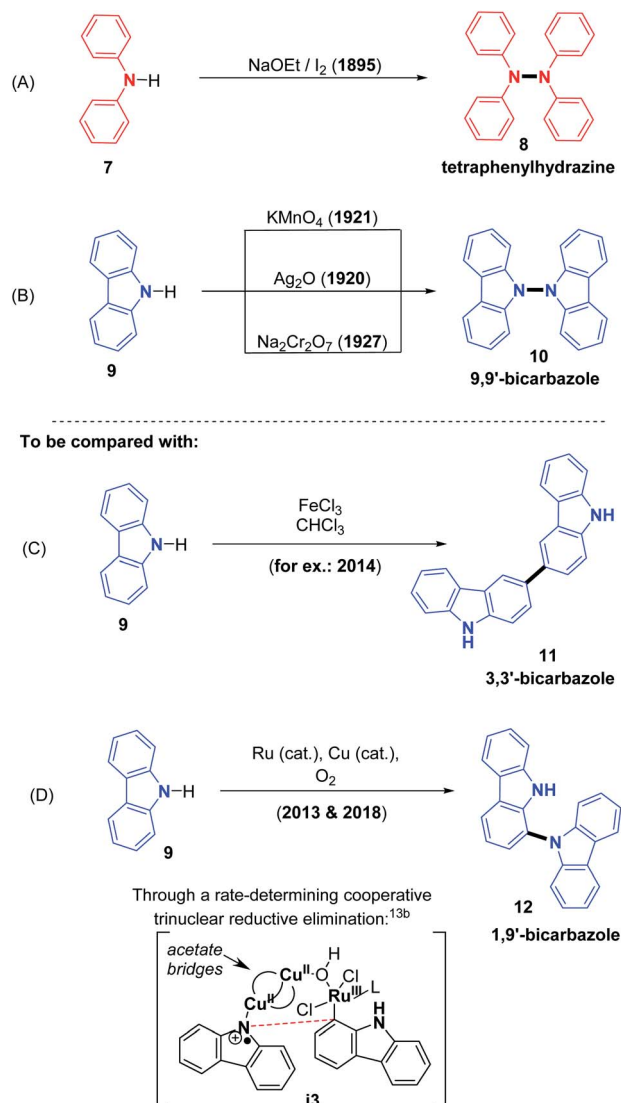 (A)
N
H
7
NaOEt / I₂ (1895)
N N
8
tetraphenylhydrazine
(B)
N H
9
KMnO₄ (1921)
Ag₂O (1920)
Na₂Cr₂O₇ (1927)
N N
10
9,9'-bicarbazole
To be compared with:
(C)
N H
9
FeCl₃
CHCl₃
(for ex.: 2014)
NH
N
H
11
3,3'-bicarbazole
(D)
N H
9
Ru (cat.), Cu (cat.),
O₂
(2013 & 2018)
NH
N
12
1,9'-bicarbazole
Through a rate-determining cooperative
trinuclear reductive elimination:¹³ᵇ
acetate
bridges
H
Cuᴵᴵ O Cl
Cuᴵᴵ Ruᴵᴵᴵ L
Cl
N
+
H
N
i3